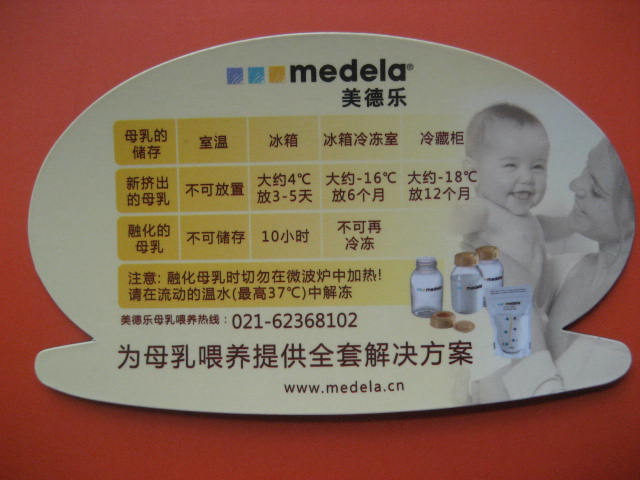 medela®
美德乐
母乳的储存 室温 冰箱 冰箱冷冻室 冷藏柜
新挤出的母乳 不可放置 大约4℃放3-5天 大约-16℃放6个月 大约-18℃放12个月
融化的母乳 不可储存 10小时 不可再冷冻
注意: 融化母乳时切勿在微波炉中加热!
请在流动的温水(最高37℃)中解冻
美德乐母乳喂养热线: 021-62368102
为母乳喂养提供全套解决方案
www.medela.cn
medela